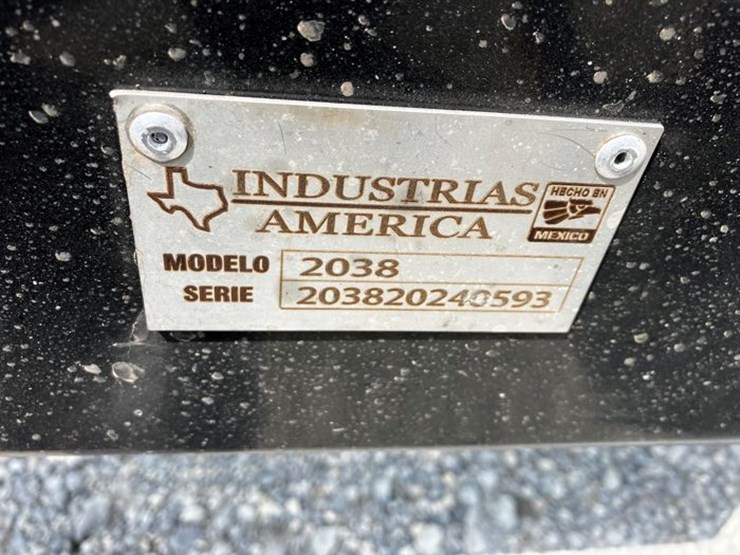 INDUSTRIAS
AMERICA
HECHO EN
MEXICO
MODELO 2038
SERIE 203820240593